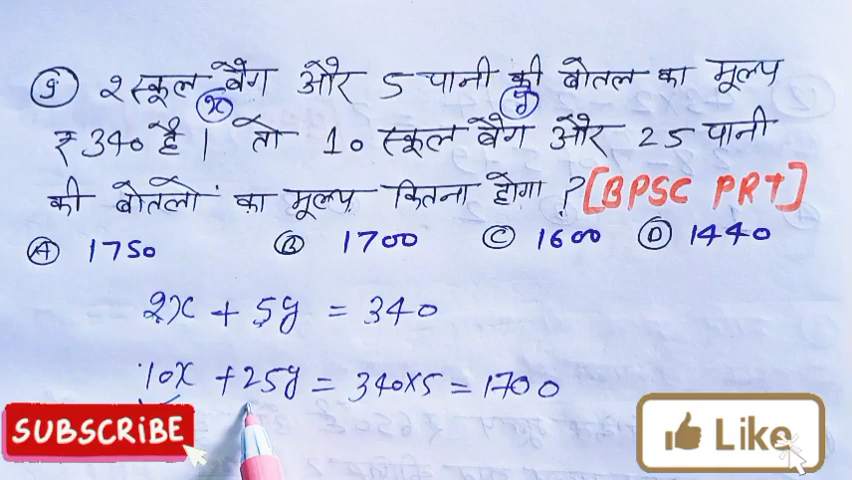 9 २ स्कूल बैग और 5 पानी की बोतल का मूल्य
x y
₹340 है। तो 10 स्कूल बैग और 25 पानी
की बोतलों का मूल्य कितना होगा ? [BPSC PRT]
A 1750 B 1700 C 1600 D 1440
2x + 5y = 340
10x + 25y = 340×5 = 1700
SUBSCRIBE
Like